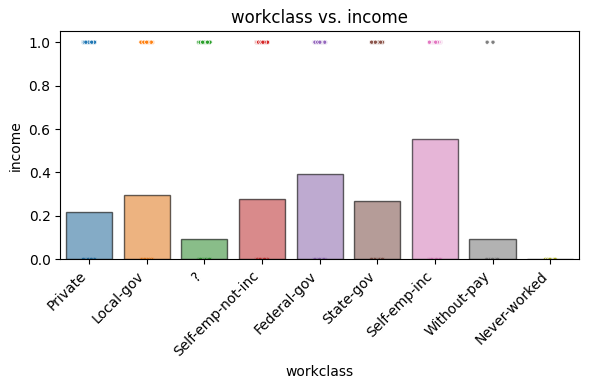 workclass vs. income
1.0
0.8
0.6
0.4
0.2
0.0
income
Private
Local-gov
?
Self-emp-not-inc
Federal-gov
State-gov
Self-emp-inc
Without-pay
Never-worked
workclass